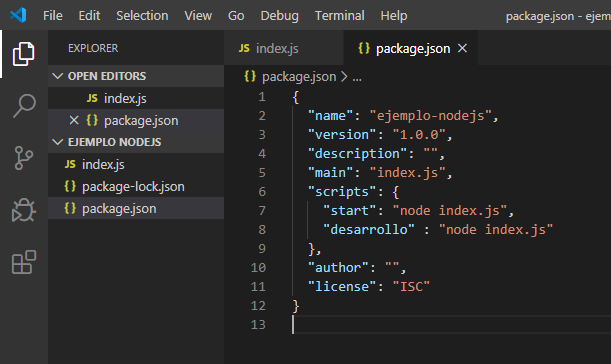 File Edit Selection View Go Debug Terminal Help package.json - ejem
EXPLORER
OPEN EDITORS
JS index.js
× {} package.json
EJEMPLO NODEJS
JS index.js
{} package-lock.json
{} package.json
JS index.js {} package.json ×
{} package.json > ...
1 {
2 "name": "ejemplo-nodejs",
3 "version": "1.0.0",
4 "description": "",
5 "main": "index.js",
6 "scripts": {
7 "start": "node index.js",
8 "desarrollo" : "node index.js"
9 },
10 "author": "",
11 "license": "ISC"
12 }
13